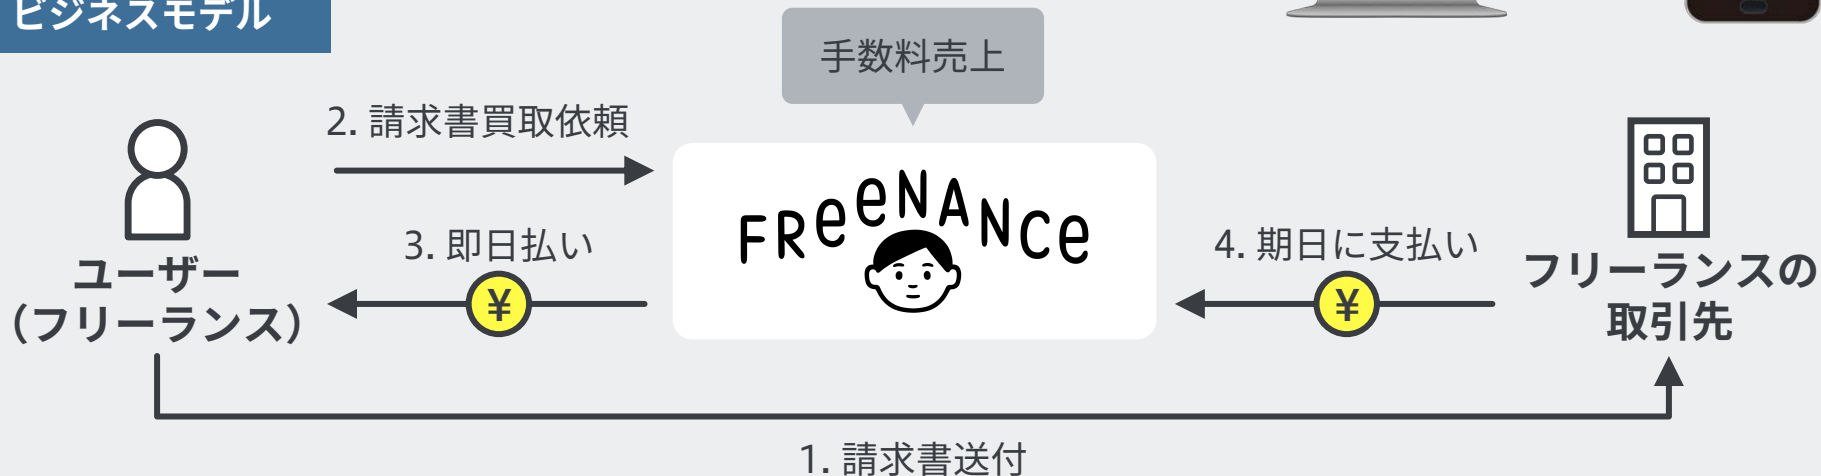 ビジネスモデル
手数料売上
2. 請求書買取依頼
FReeNANce
3. 即日払い
¥
4. 期日に支払い
¥
ユーザー
（フリーランス）
フリーランスの
取引先
1. 請求書送付